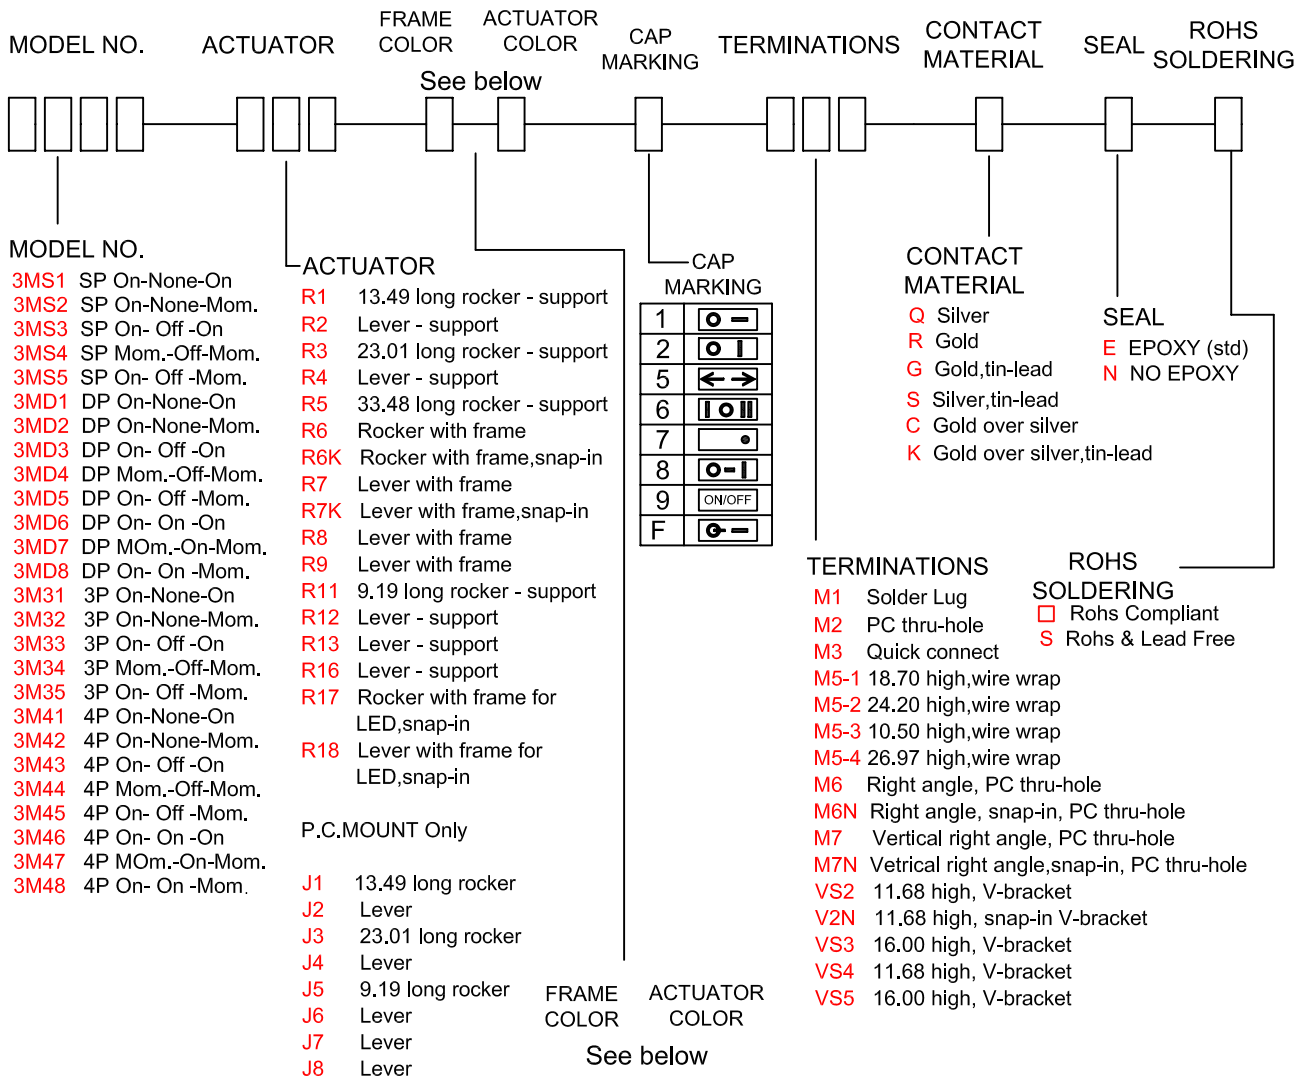 MODEL NO.
ACTUATOR
FRAME
COLOR
ACTUATOR
COLOR
See below
CAP
MARKING
TERMINATIONS
CONTACT
MATERIAL
SEAL
ROHS
SOLDERING
MODEL NO.
3MS1 SP On-None-On
3MS2 SP On-None-Mom.
3MS3 SP On- Off -On
3MS4 SP Mom.-Off-Mom.
3MS5 SP On- Off -Mom.
3MD1 DP On-None-On
3MD2 DP On-None-Mom.
3MD3 DP On- Off -On
3MD4 DP Mom.-Off-Mom.
3MD5 DP On- Off -Mom.
3MD6 DP On- On -On
3MD7 DP MOm.-On-Mom.
3MD8 DP On- On -Mom.
3M31 3P On-None-On
3M32 3P On-None-Mom.
3M33 3P On- Off -On
3M34 3P Mom.-Off-Mom.
3M35 3P On- Off -Mom.
3M41 4P On-None-On
3M42 4P On-None-Mom.
3M43 4P On- Off -On
3M44 4P Mom.-Off-Mom.
3M45 4P On- Off -Mom.
3M46 4P On- On -On
3M47 4P MOm.-On-Mom.
3M48 4P On- On -Mom.
ACTUATOR
R1 13.49 long rocker - support
R2 Lever - support
R3 23.01 long rocker - support
R4 Lever - support
R5 33.48 long rocker - support
R6 Rocker with frame
R6K Rocker with frame,snap-in
R7 Lever with frame
R7K Lever with frame,snap-in
R8 Lever with frame
R9 Lever with frame
R11 9.19 long rocker - support
R12 Lever - support
R13 Lever - support
R16 Lever - support
R17 Rocker with frame for
LED,snap-in
R18 Lever with frame for
LED,snap-in
P.C.MOUNT Only
J1 13.49 long rocker
J2 Lever
J3 23.01 long rocker
J4 Lever
J5 9.19 long rocker
J6 Lever
J7 Lever
J8 Lever
FRAME
COLOR
ACTUATOR
COLOR
See below
CAP
MARKING
1
2
5
6
7
8
9 ON/OFF
F
CONTACT
MATERIAL
Q Silver
R Gold
G Gold,tin-lead
S Silver,tin-lead
C Gold over silver
K Gold over silver,tin-lead
SEAL
E EPOXY (std)
N NO EPOXY
TERMINATIONS
M1 Solder Lug
M2 PC thru-hole
M3 Quick connect
M5-1 18.70 high,wire wrap
M5-2 24.20 high,wire wrap
M5-3 10.50 high,wire wrap
M5-4 26.97 high,wire wrap
M6 Right angle, PC thru-hole
M6N Right angle, snap-in, PC thru-hole
M7 Vertical right angle, PC thru-hole
M7N Vetrical right angle,snap-in, PC thru-hole
VS2 11.68 high, V-bracket
V2N 11.68 high, snap-in V-bracket
VS3 16.00 high, V-bracket
VS4 11.68 high, V-bracket
VS5 16.00 high, V-bracket
ROHS
SOLDERING
Rohs Compliant
S Rohs & Lead Free